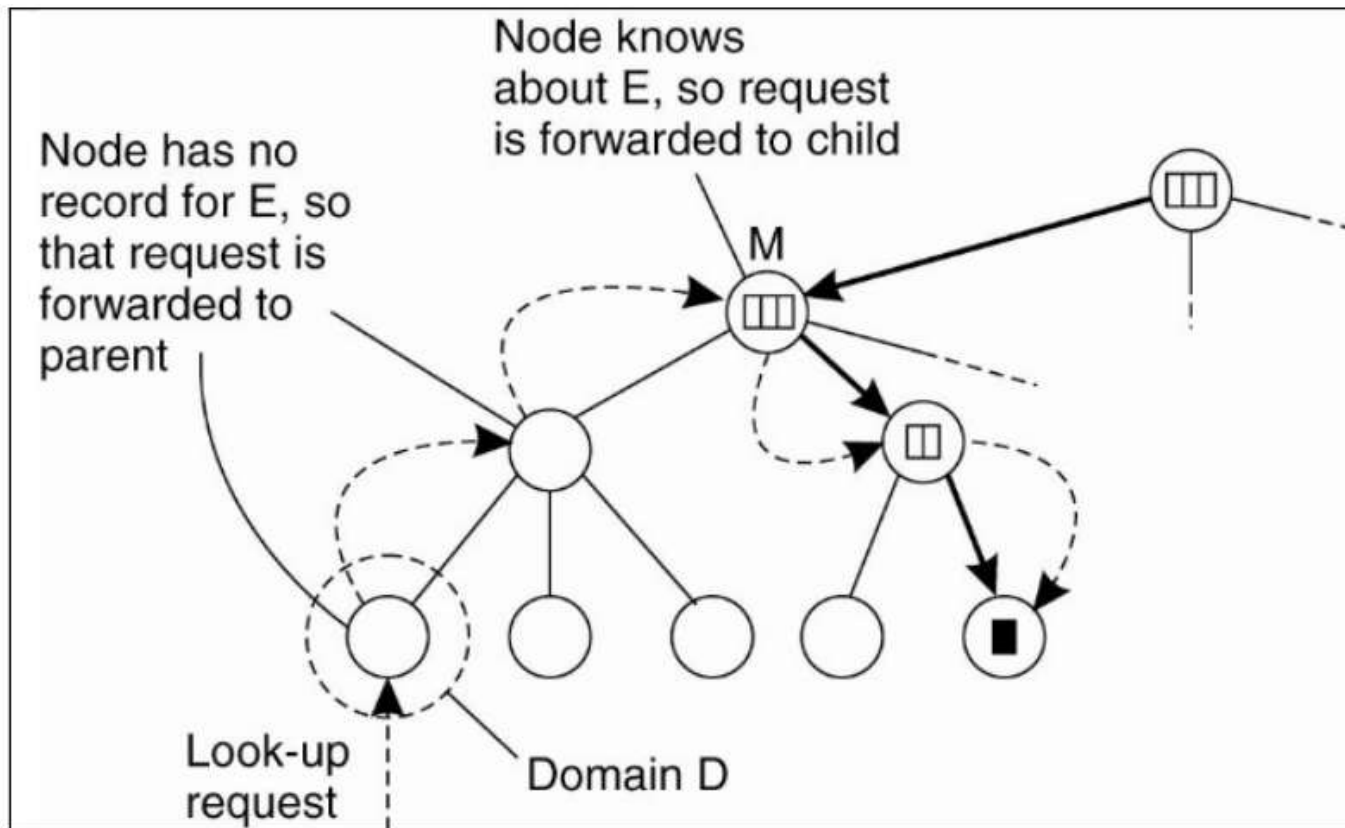 Node knows
about E, so request
is forwarded to child
Node has no
record for E, so
that request is
forwarded to
parent
M
Look-up
request
Domain D